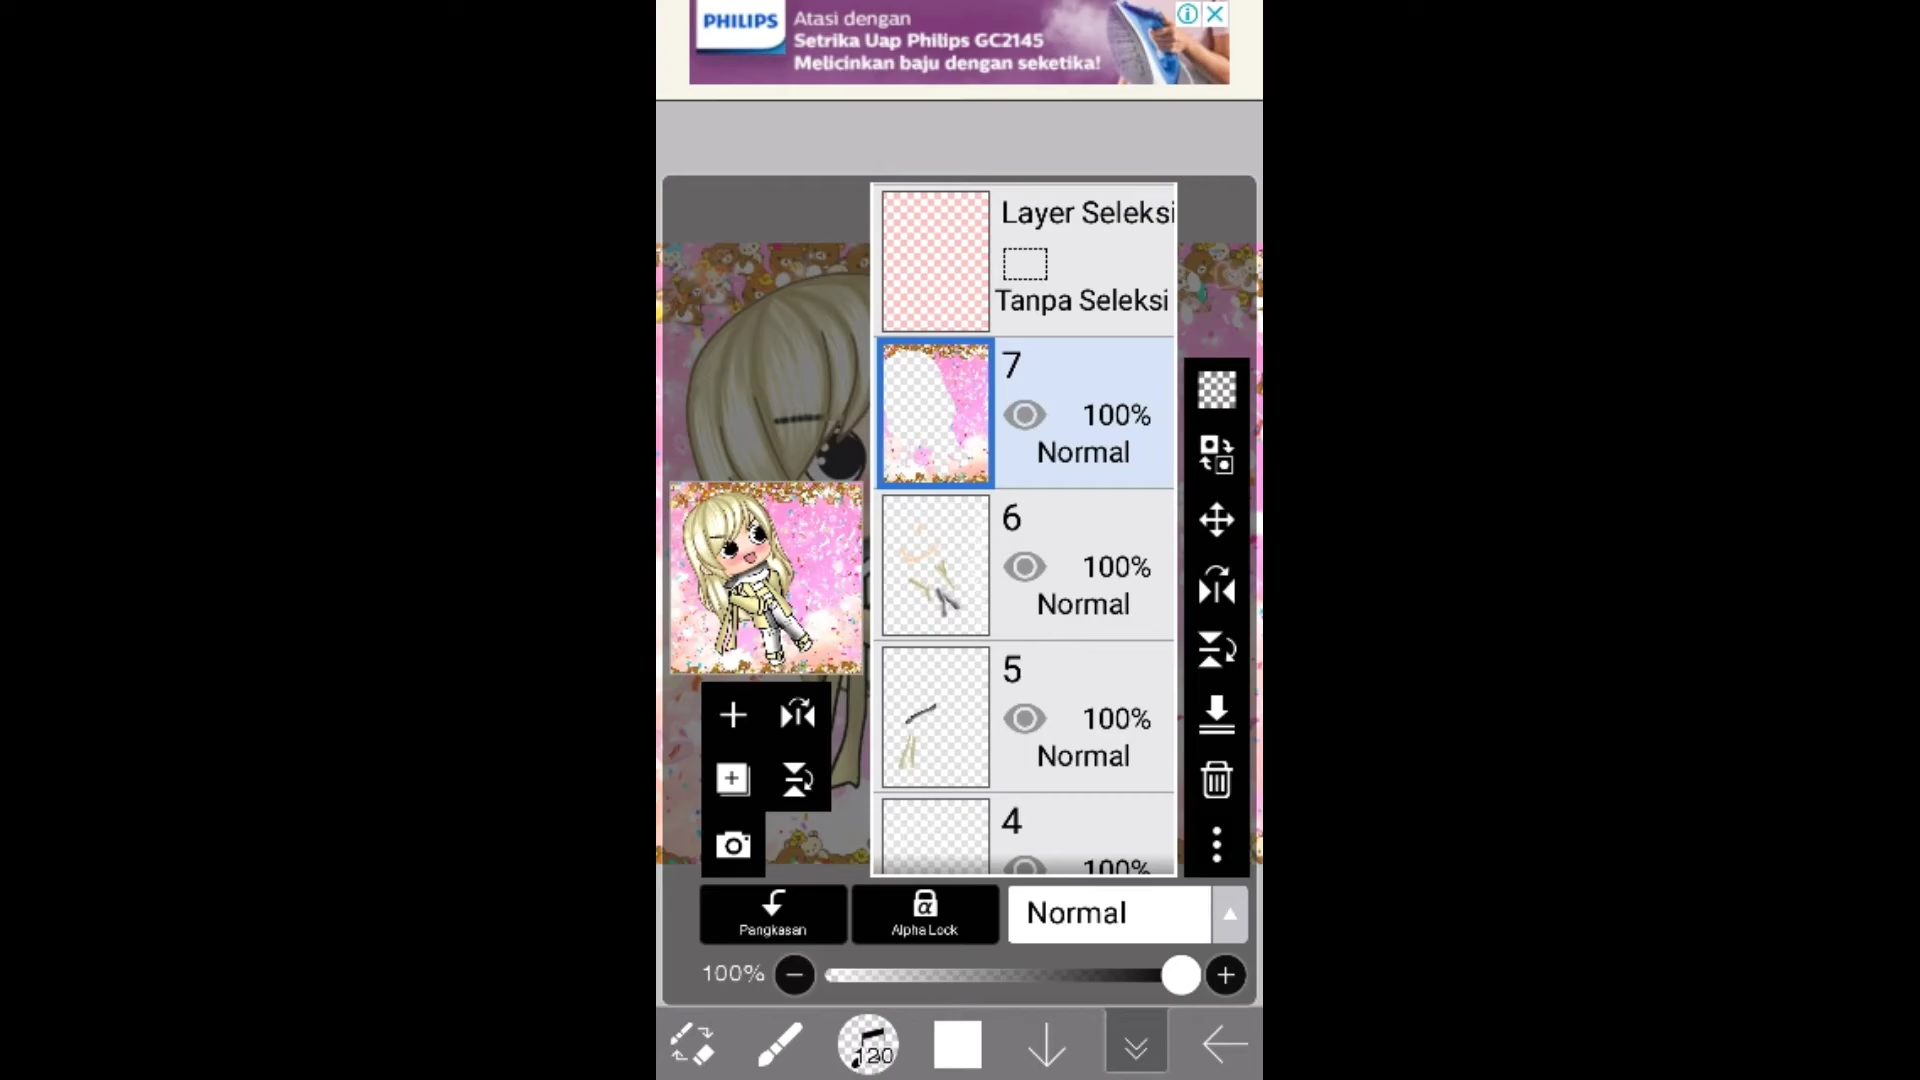 PHILIPS
Atasi dengan
Setrika Uap Philips GC2145
Melicinkan baju dengan seketika!
Layer Seleksi
Tanpa Seleksi
7
100%
Normal
6
100%
Normal
5
100%
Normal
4
100%
Pangkasan
α
Alpha Lock
Normal
100%
120